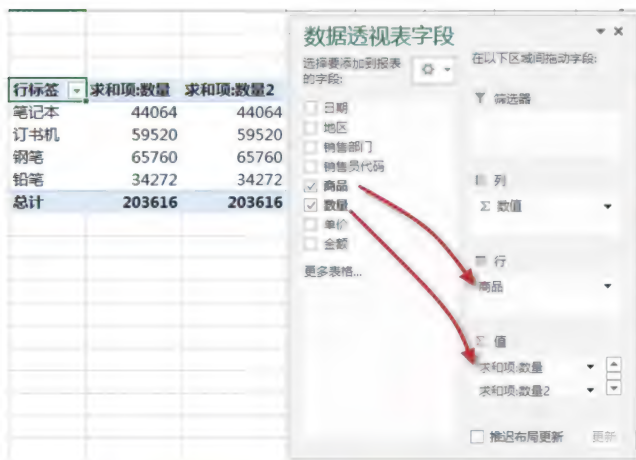 行标签 求和项:数量 求和项:数量2
笔记本 44064 44064
订书机 59520 59520
钢笔 65760 65760
铅笔 34272 34272
总计 203616 203616
数据透视表字段
选择要添加到报表
的字段:
日期
地区
销售部门
销售员代码
商品
数量
单价
金额
更多表格...
在以下区域间拖动字段:
筛选器
列
Σ 数值
行
商品
Σ 值
求和项:数量
求和项:数量2
推迟布局更新 更新